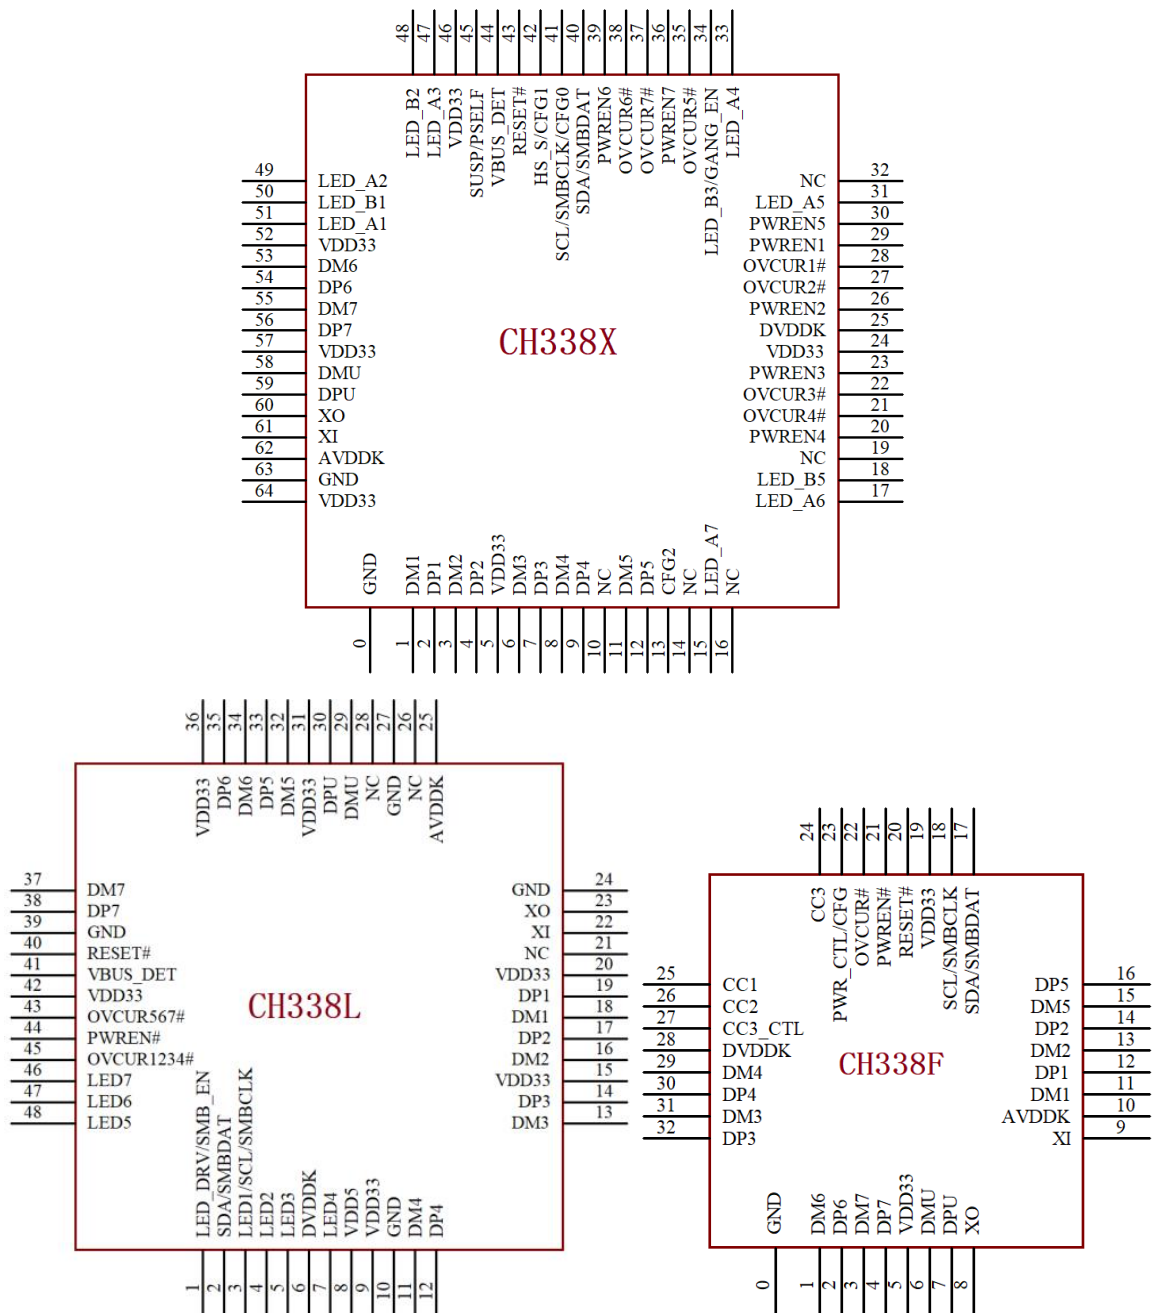 48 47 46 45 44 43 42 41 40 39 38 37 36 35 34 33
LED_B2
LED_A3
VDD33
SUSP/PSELF
VBUS_DET
RESET#
HS_S/CFG1
SCL/SMBCLK/CFG0
SDA/SMBDAT
PWREN6
OVCUR6#
OVCUR7#
PWREN7
OVCUR5#
LED_B3/GANG_EN
LED_A4
49 LED_A2
50 LED_B1
51 LED_A1
52 VDD33
53 DM6
54 DP6
55 DM7
56 DP7
57 VDD33
58 DMU
59 DPU
60 XO
61 XI
62 AVDDK
63 GND
64 VDD33
CH338X
NC 32
LED_A5 31
PWREN5 30
PWREN1 29
OVCUR1# 28
OVCUR2# 27
PWREN2 26
DVDDK 25
VDD33 24
PWREN3 23
OVCUR3# 22
OVCUR4# 21
PWREN4 20
NC 19
LED_B5 18
LED_A6 17
GND
DM1
DP1
DM2
DP2
VDD33
DM3
DP3
DM4
DP4
NC
DM5
DP5
CFG2
NC
LED_A7
NC
0 1 2 3 4 5 6 7 8 9 10 11 12 13 14 15 16
36 35 34 33 32 31 30 29 28 27 26 25
VDD33
DP6
DM6
DP5
DM5
VDD33
DPU
DMU
NC
GND
NC
AVDDK
37 DM7
38 DP7
39 GND
40 RESET#
41 VBUS_DET
42 VDD33
43 OVCUR567#
44 PWREN#
45 OVCUR1234#
46 LED7
47 LED6
48 LED5
CH338L
GND 24
XO 23
XI 22
NC 21
VDD33 20
DP1 19
DM1 18
DP2 17
DM2 16
VDD33 15
DP3 14
DM3 13
LED_DRV/SMB_EN
SDA/SMBDAT
LED1/SCL/SMBCLK
LED2
LED3
DVDDK
LED4
VDD5
VDD33
GND
DM4
DP4
1 2 3 4 5 6 7 8 9 10 11 12
24 23 22 21 20 19 18 17
CC3
PWR_CTL/CFG
OVCUR#
PWREN#
RESET#
VDD33
SCL/SMBCLK
SDA/SMBDAT
25 CC1
26 CC2
27 CC3_CTL
28 DVDDK
29 DM4
30 DP4
31 DM3
32 DP3
CH338F
DP5 16
DM5 15
DP2 14
DM2 13
DP1 12
DM1 11
AVDDK 10
XI 9
GND
DM6
DP6
DM7
DP7
VDD33
DMU
DPU
XO
0 1 2 3 4 5 6 7 8